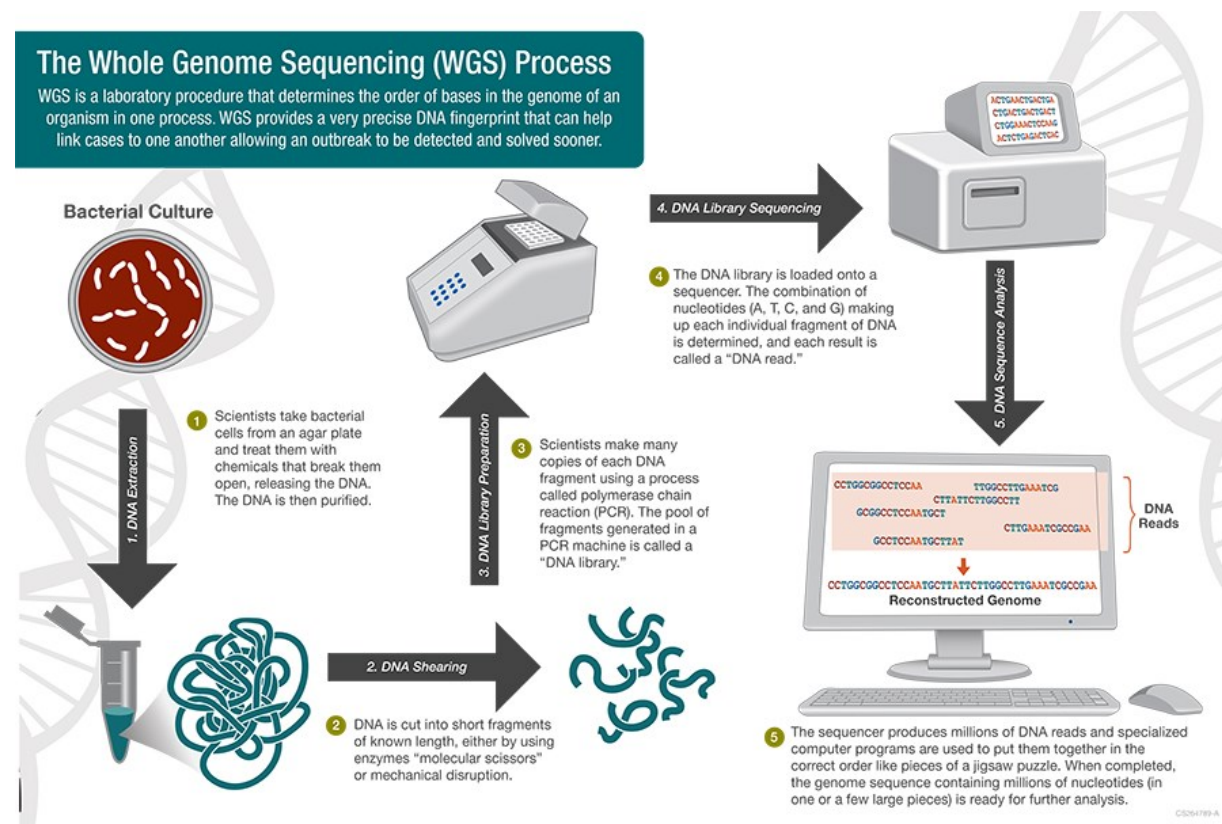 The Whole Genome Sequencing (WGS) Process
WGS is a laboratory procedure that determines the order of bases in the genome of an
organism in one process. WGS provides a very precise DNA fingerprint that can help
link cases to one another allowing an outbreak to be detected and solved sooner.
Bacterial Culture
1. DNA Extraction
1
Scientists take bacterial
cells from an agar plate
and treat them with
chemicals that break them
open, releasing the DNA.
The DNA is then purified.
2. DNA Shearing
2
DNA is cut into short fragments
of known length, either by using
enzymes “molecular scissors”
or mechanical disruption.
3. DNA Library Preparation
3
Scientists make many
copies of each DNA
fragment using a process
called polymerase chain
reaction (PCR). The pool of
fragments generated in a
PCR machine is called a
“DNA library.”
4. DNA Library Sequencing
4
The DNA library is loaded onto a
sequencer. The combination of
nucleotides (A, T, C, and G) making
up each individual fragment of DNA
is determined, and each result is
called a “DNA read.”
ACTGAACTGACTGA
CTGACTGACTGACT
CTGGAAACTCCAAG
ACTCTGAGACTGAC
5. DNA Sequence Analysis
CCTGGCGGCCTCCAA
TTGGCCTTGAAATCG
CTTATTCTTGGCCTT
GCGGCCTCCAATGCT
CTTGAAATCGCCGAA
GCCTCCAATGCTTAT
DNA
Reads
CCTGGCGGCCTCCAATGCTTATTCTTGGCCTTGAAATCGCCGAA
Reconstructed Genome
5
The sequencer produces millions of DNA reads and specialized
computer programs are used to put them together in the
correct order like pieces of a jigsaw puzzle. When completed,
the genome sequence containing millions of nucleotides (in
one or a few large pieces) is ready for further analysis.
CS264789-A